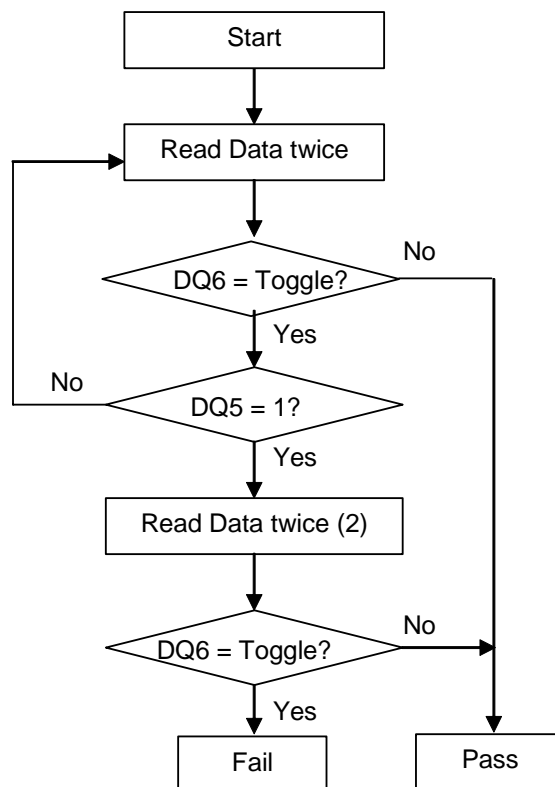 Start
Read Data twice
No
DQ6 = Toggle?
Yes
No
DQ5 = 1?
Yes
Read Data twice (2)
No
DQ6 = Toggle?
Yes
Fail
Pass